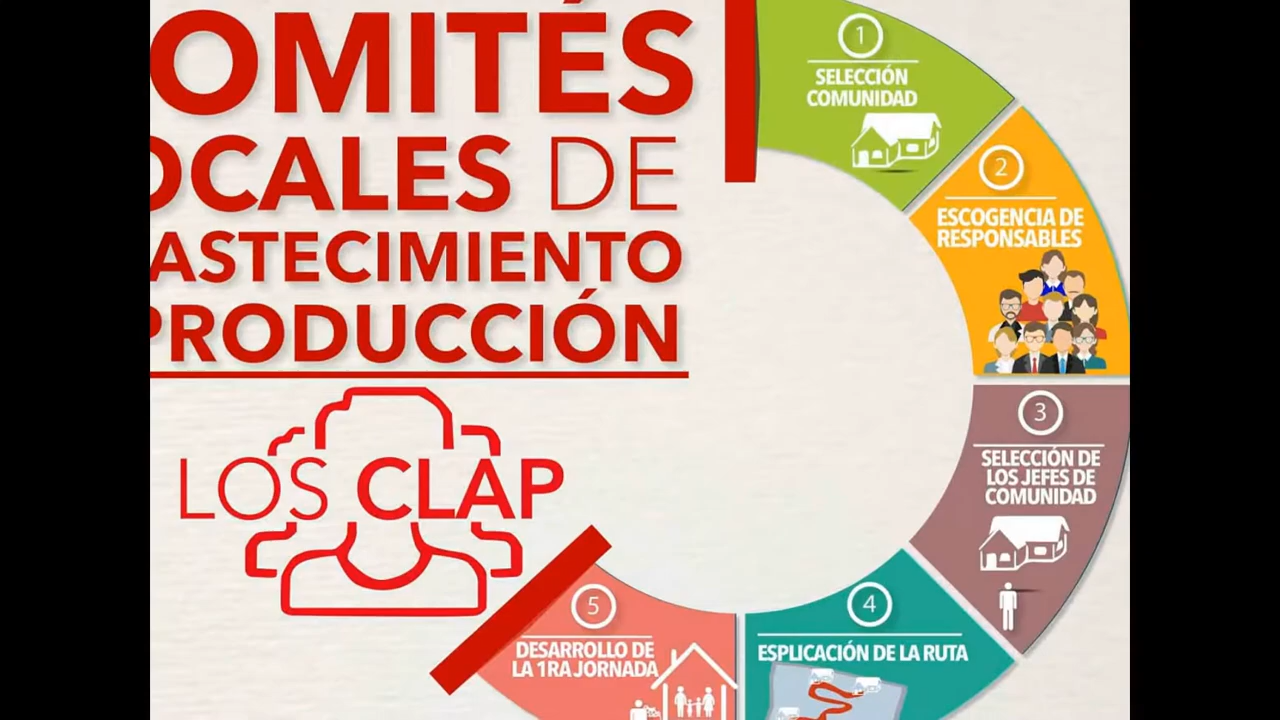 OMITÉS
OCALES DE
ASTECIMIENTO
PRODUCCIÓN
LOS CLAP
1
SELECCIÓN
COMUNIDAD
2
ESCOGENCIA DE
RESPONSABLES
3
SELECCIÓN DE
LOS JEFES DE
COMUNIDAD
4
ESPLICACIÓN DE LA RUTA
5
DESARROLLO DE
LA 1RA JORNADA